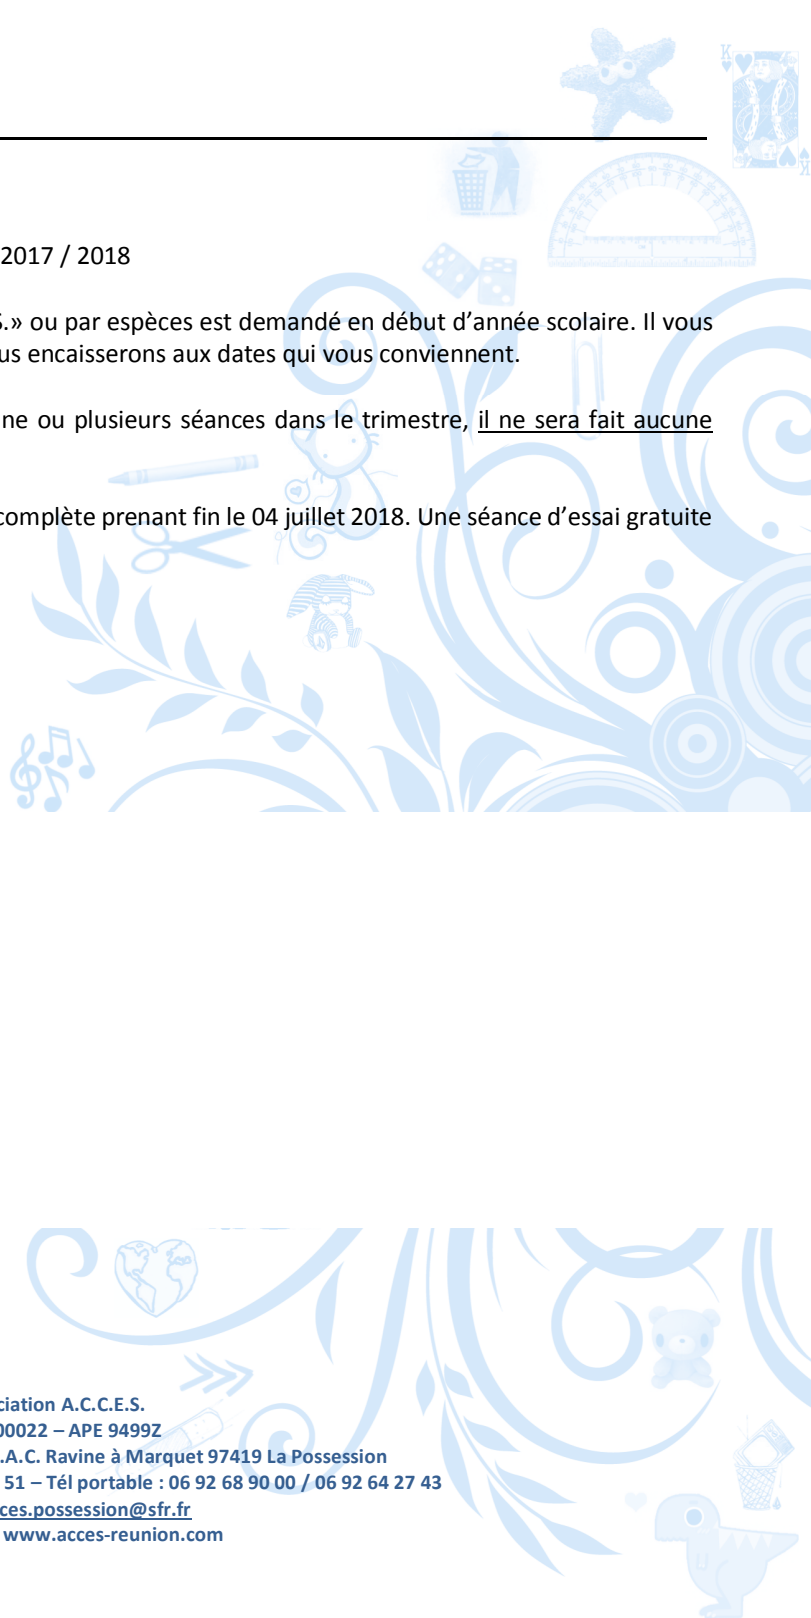 2017 / 2018
S.» ou par espèces est demandé en début d’année scolaire. Il vous
us encaisserons aux dates qui vous conviennent.
ne ou plusieurs séances dans le trimestre, il ne sera fait aucune
complète prenant fin le 04 juillet 2018. Une séance d’essai gratuite
ciation A.C.C.E.S.
00022 – APE 9499Z
.A.C. Ravine à Marquet 97419 La Possession
51 – Tél portable : 06 92 68 90 00 / 06 92 64 27 43
ces.possession@sfr.fr
www.acces-reunion.com